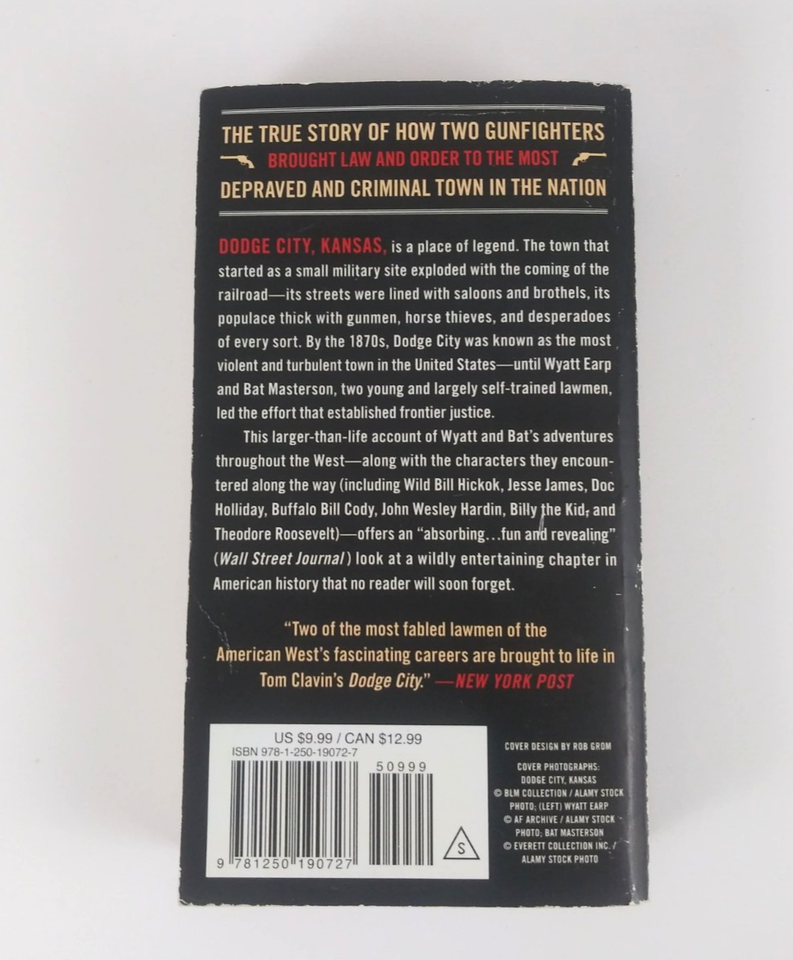 THE TRUE STORY OF HOW TWO GUNFIGHTERS
BROUGHT LAW AND ORDER TO THE MOST
DEPRAVED AND CRIMINAL TOWN IN THE NATION
DODGE CITY, KANSAS, is a place of legend. The town that
started as a small military site exploded with the coming of the
railroad—its streets were lined with saloons and brothels, its
populace thick with gunmen, horse thieves, and desperadoes
of every sort. By the 1870s, Dodge City was known as the most
violent and turbulent town in the United States—until Wyatt Earp
and Bat Masterson, two young and largely self-trained lawmen,
led the effort that established frontier justice.
This larger-than-life account of Wyatt and Bat's adventures
throughout the West—along with the characters they encoun-
tered along the way (including Wild Bill Hickok, Jesse James, Doc
Holliday, Buffalo Bill Cody, John Wesley Hardin, Billy the Kid, and
Theodore Roosevelt)—offers an "absorbing...fun and revealing"
(Wall Street Journal) look at a wildly entertaining chapter in
American history that no reader will soon forget.
"Two of the most fabled lawmen of the
American West's fascinating careers are brought to life in
Tom Clavin's Dodge City." —NEW YORK POST
US $9.99 / CAN $12.99
ISBN 978-1-250-19072-7
50999
9 781250 190727
S
COVER DESIGN BY ROB GROM
COVER PHOTOGRAPHS:
DODGE CITY, KANSAS
© BLM COLLECTION / ALAMY STOCK
PHOTO; (LEFT) WYATT EARP
© AF ARCHIVE / ALAMY STOCK
PHOTO; BAT MASTERSON
© EVERETT COLLECTION INC. /
ALAMY STOCK PHOTO